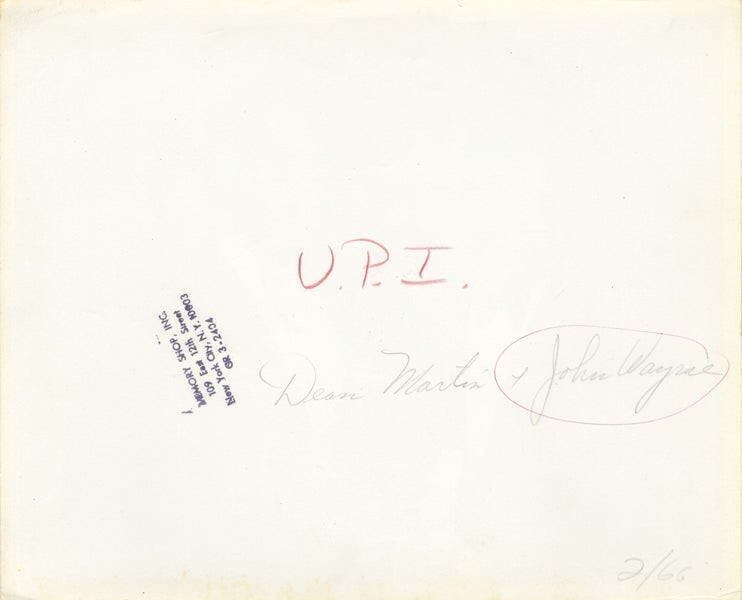 U.P.I.
MEMORY SHOP, INC.
109 East 12th Street
New York City, N.Y. 10003
GR 3-2404
Dean Martin + John Wayne
2/66